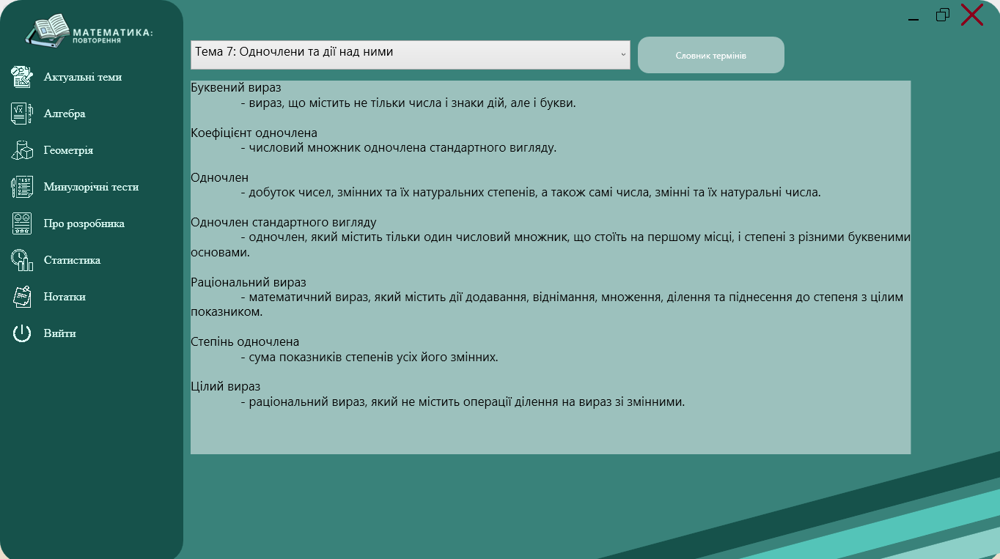 МАТЕМАТИКА:
ПОВТОРЕННЯ
Актуальні теми
Алгебра
Геометрія
Минулорічні тести
Про розробника
Статистика
Нотатки
Вийти
Тема 7: Одночлени та дії над ними
Словник термінів
Буквений вираз
- вираз, що містить не тільки числа і знаки дій, але і букви.
Коефіцієнт одночлена
- числовий множник одночлена стандартного вигляду.
Одночлен
- добуток чисел, змінних та їх натуральних степенів, а також самі числа, змінні та їх натуральні числа.
Одночлен стандартного вигляду
- одночлен, який містить тільки один числовий множник, що стоїть на першому місці, і степені з різними буквеними
основами.
Раціональний вираз
- математичний вираз, який містить дії додавання, віднімання, множення, ділення та піднесення до степеня з цілим
показником.
Степінь одночлена
- сума показників степенів усіх його змінних.
Цілий вираз
- раціональний вираз, який не містить операції ділення на вираз зі змінними.